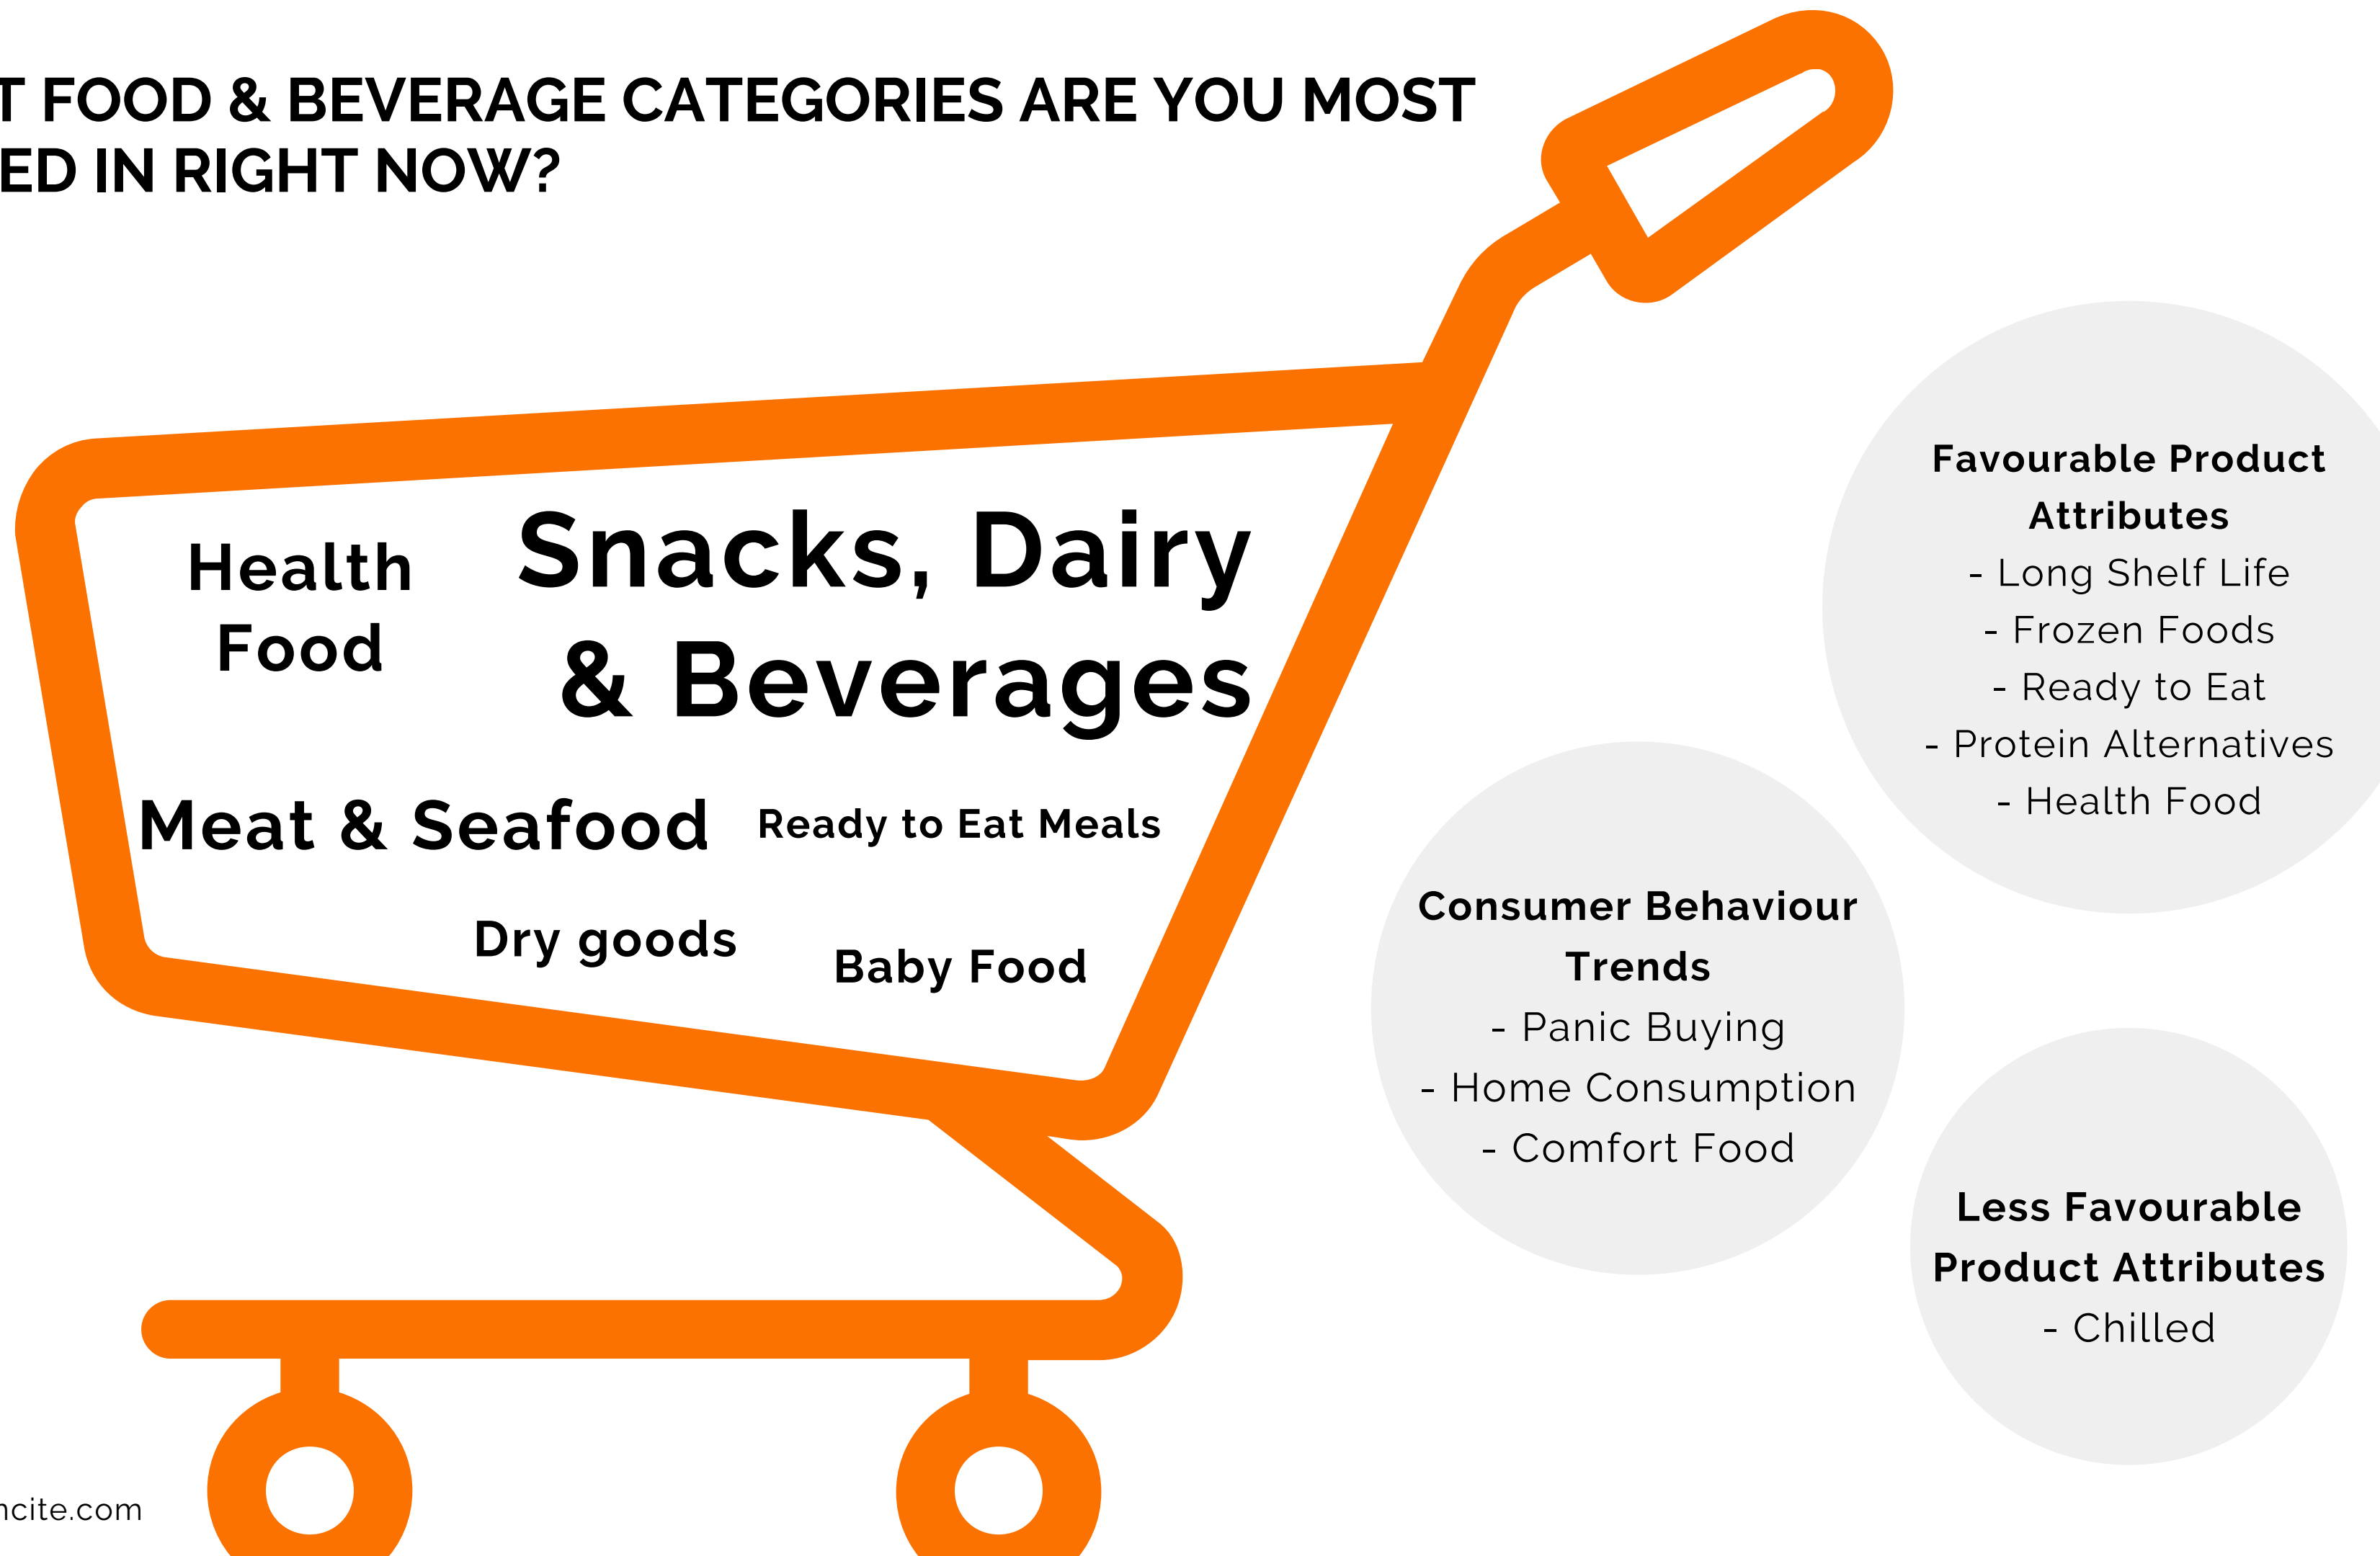 T FOOD & BEVERAGE CATEGORIES ARE YOU MOST
ED IN RIGHT NOW?
Health
Food
Snacks, Dairy
& Beverages
Meat & Seafood
Ready to Eat Meals
Dry goods
Baby Food
Favourable Product
Attributes
- Long Shelf Life
- Frozen Foods
- Ready to Eat
- Protein Alternatives
- Health Food
Consumer Behaviour
Trends
- Panic Buying
- Home Consumption
- Comfort Food
Less Favourable
Product Attributes
- Chilled
ncite.com